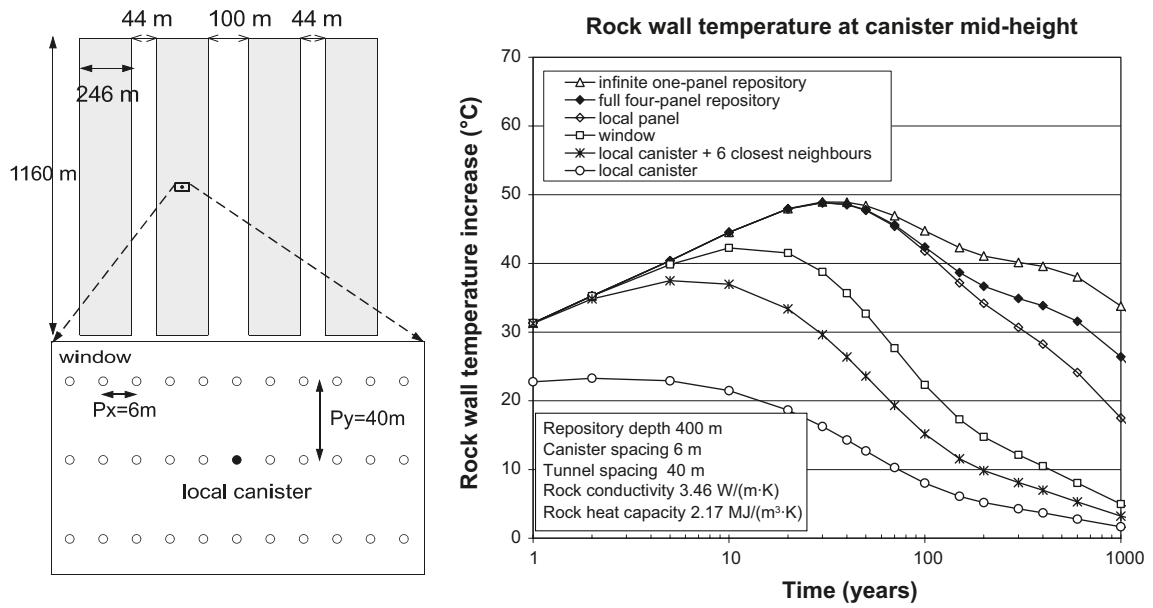 44 m
100 m
44 m
246 m
1160 m
window
Px=6m
Py=40m
local canister
Rock wall temperature at canister mid-height
Rock wall temperature increase (°C)
70
60
50
40
30
20
10
0
infinite one-panel repository
full four-panel repository
local panel
window
local canister + 6 closest neighbours
local canister
Repository depth 400 m
Canister spacing 6 m
Tunnel spacing 40 m
Rock conductivity 3.46 W/(m·K)
Rock heat capacity 2.17 MJ/(m³·K)
1
10
100
1000
Time (years)